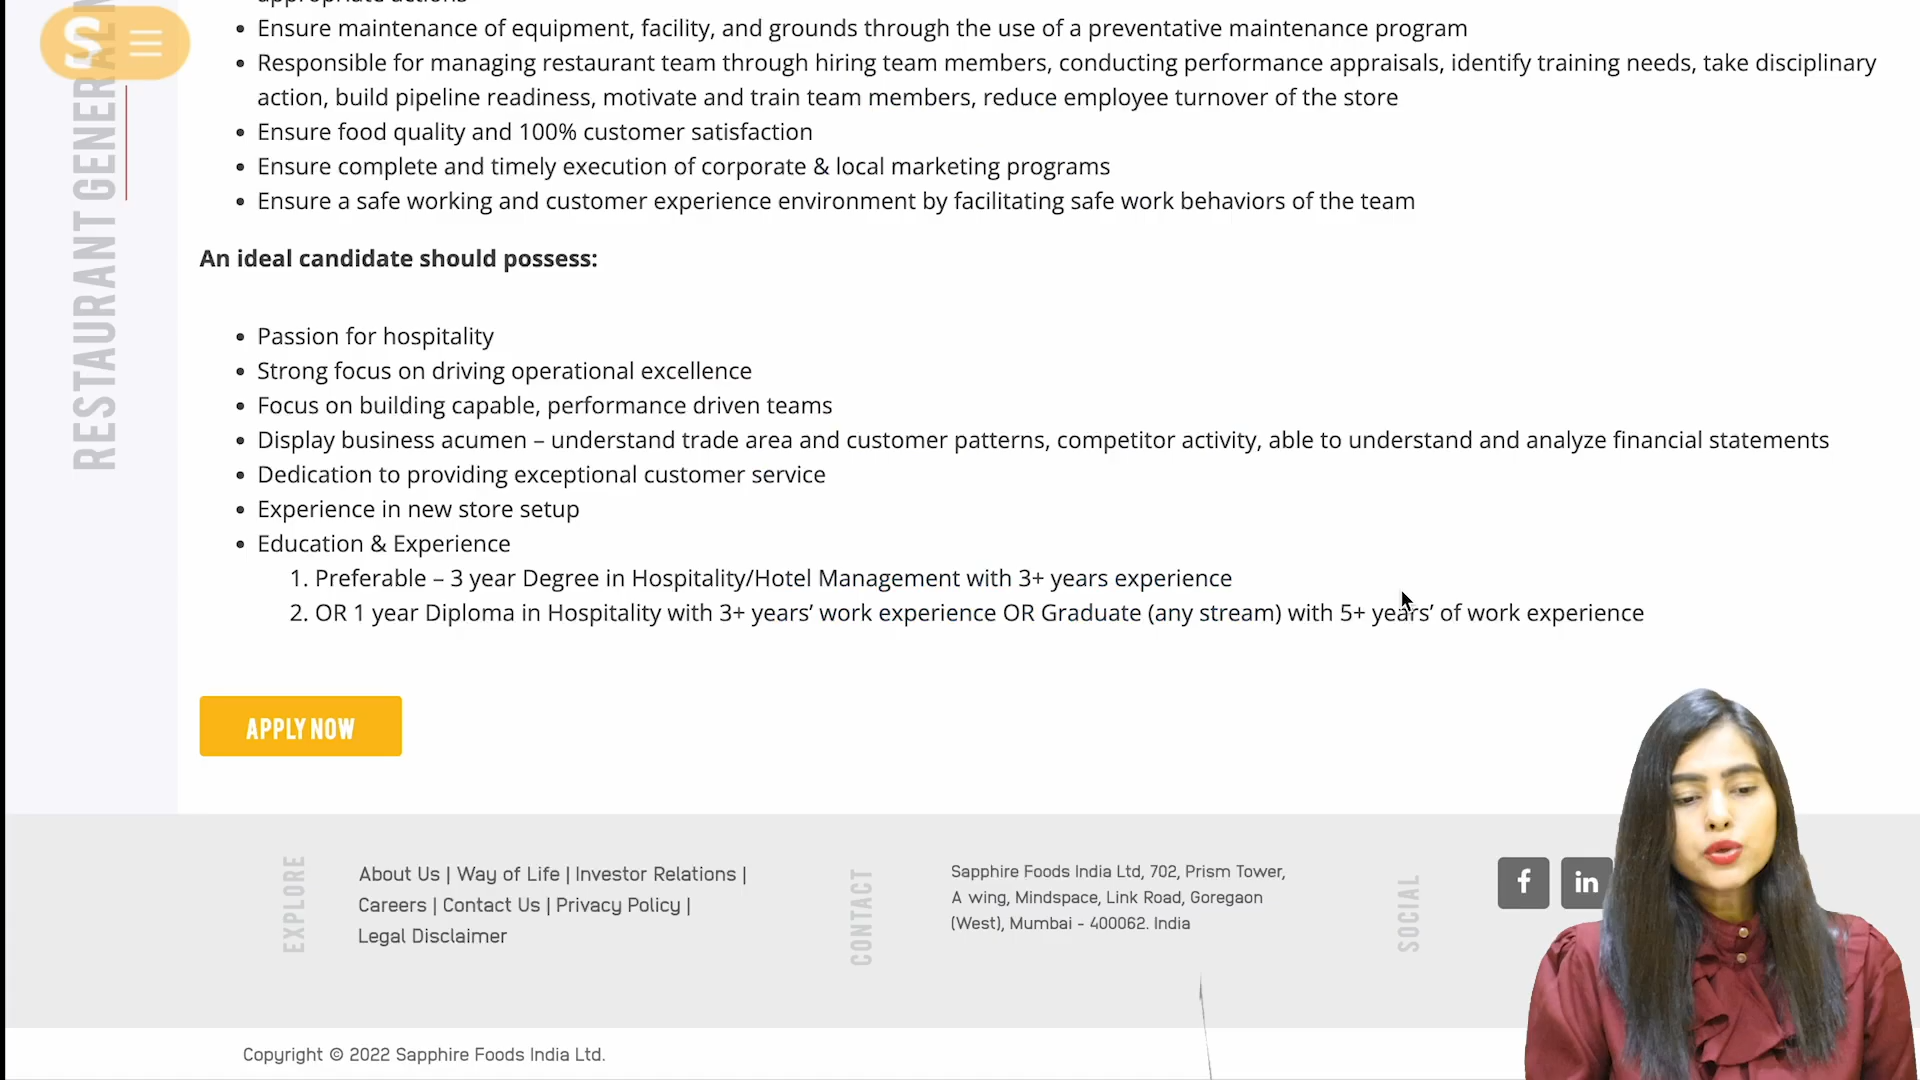 appropriate actions
Ensure maintenance of equipment, facility, and grounds through the use of a preventative maintenance program
Responsible for managing restaurant team through hiring team members, conducting performance appraisals, identify training needs, take disciplinary
action, build pipeline readiness, motivate and train team members, reduce employee turnover of the store
Ensure food quality and 100% customer satisfaction
Ensure complete and timely execution of corporate & local marketing programs
Ensure a safe working and customer experience environment by facilitating safe work behaviors of the team
RESTAURANT GENERAL
An ideal candidate should possess:
Passion for hospitality
Strong focus on driving operational excellence
Focus on building capable, performance driven teams
Display business acumen – understand trade area and customer patterns, competitor activity, able to understand and analyze financial statements
Dedication to providing exceptional customer service
Experience in new store setup
Education & Experience
1. Preferable – 3 year Degree in Hospitality/Hotel Management with 3+ years experience
2. OR 1 year Diploma in Hospitality with 3+ years’ work experience OR Graduate (any stream) with 5+ years’ of work experience
APPLY NOW
EXPLORE
About Us | Way of Life | Investor Relations |
Careers | Contact Us | Privacy Policy |
Legal Disclaimer
CONTACT
Sapphire Foods India Ltd, 702, Prism Tower,
A wing, Mindspace, Link Road, Goregaon
(West), Mumbai - 400062. India
SOCIAL
f
in
Copyright © 2022 Sapphire Foods India Ltd.